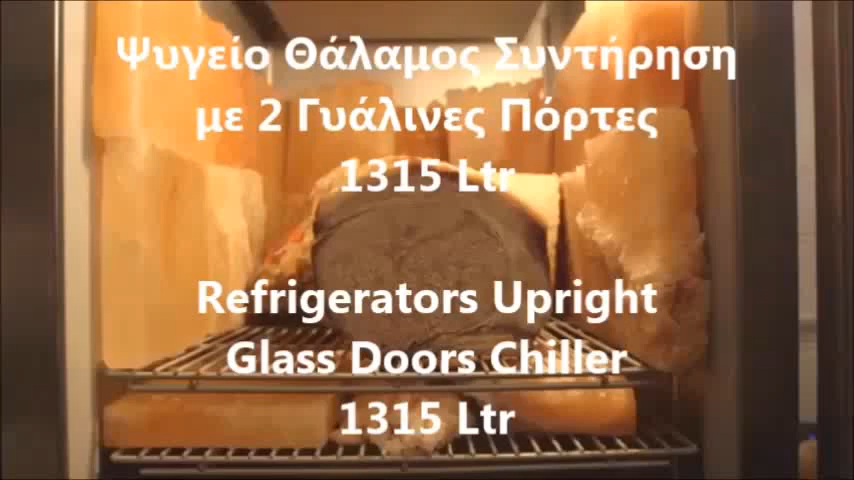 Ψυγείο Θάλαμος Συντήρηση
με 2 Γυάλινες Πόρτες
1315 Ltr
Refrigerators Upright
Glass Doors Chiller
1315 Ltr